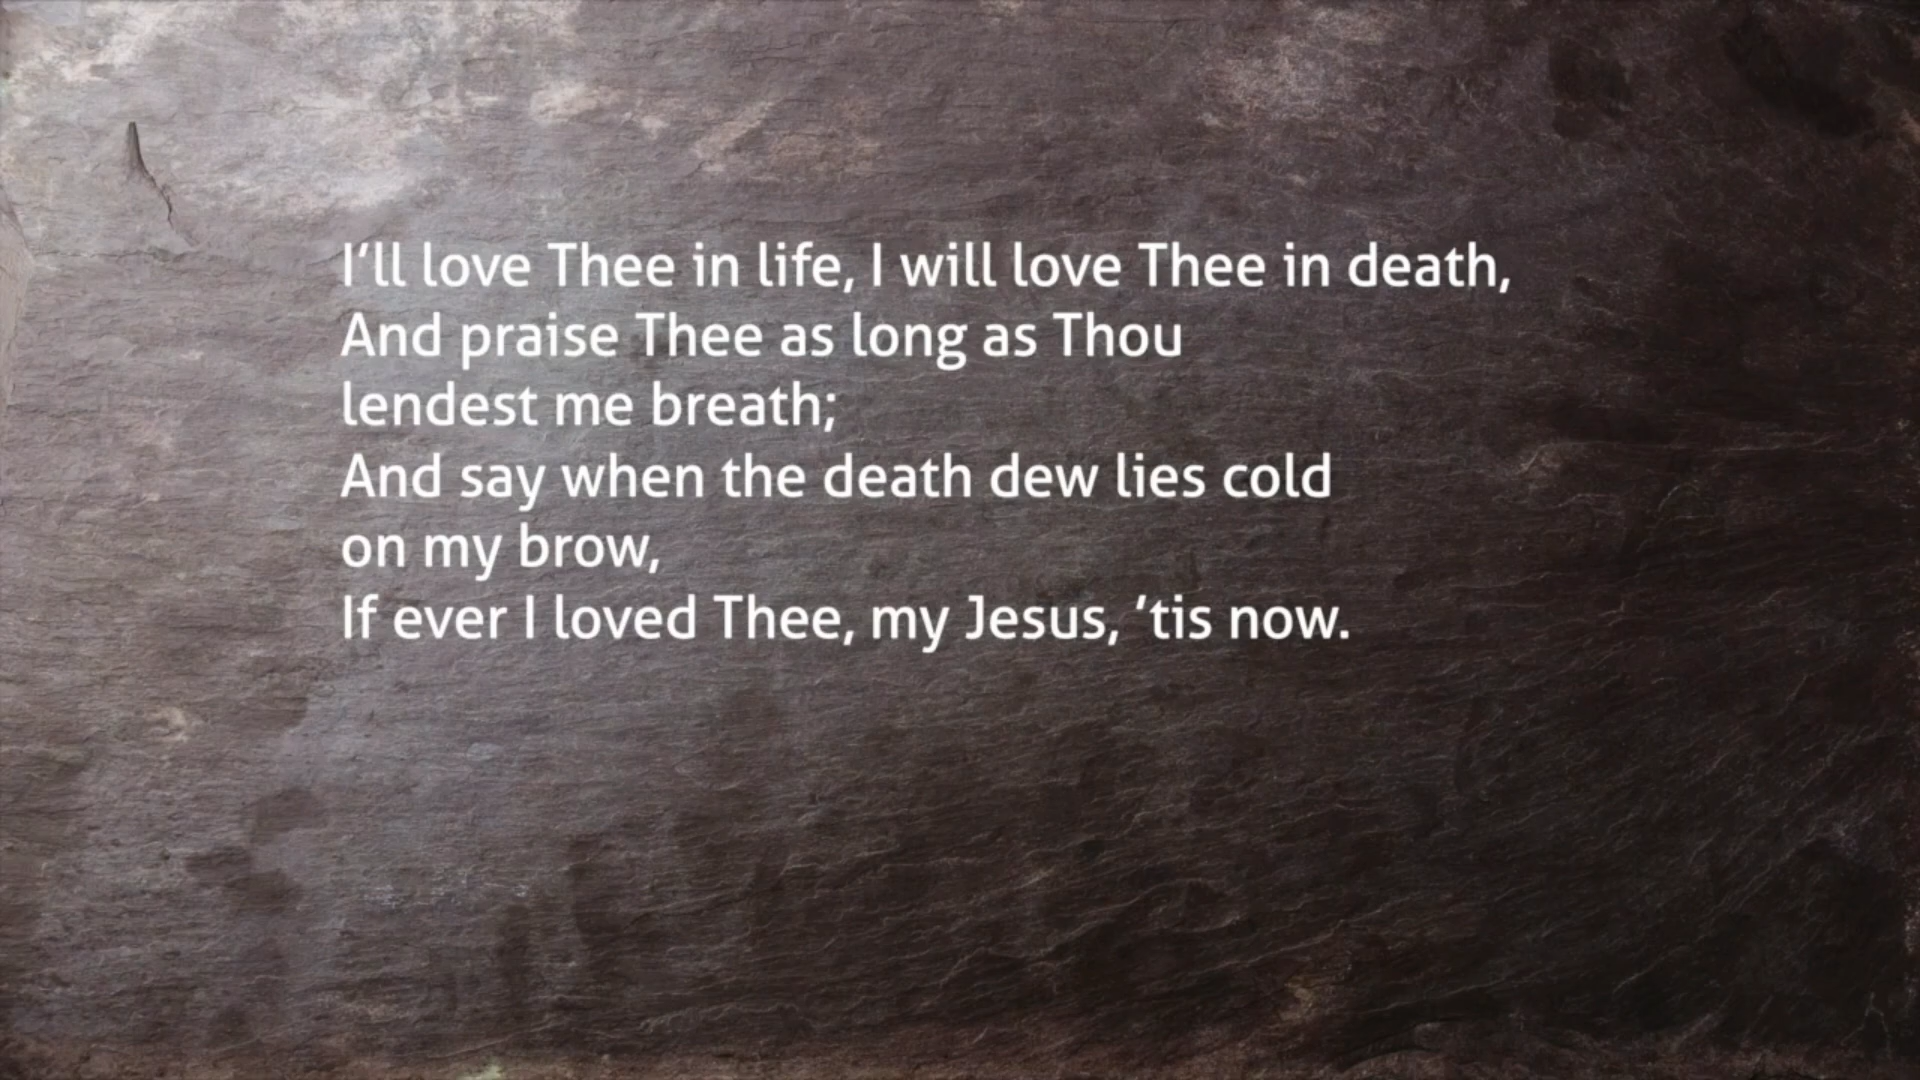 I‘ll love Thee in life, I will love Thee in death,
And praise Thee as long as Thou
lendest me breath;
And say when the death dew lies cold
on my brow,
If ever I loved Thee, my Jesus, ’tis now.